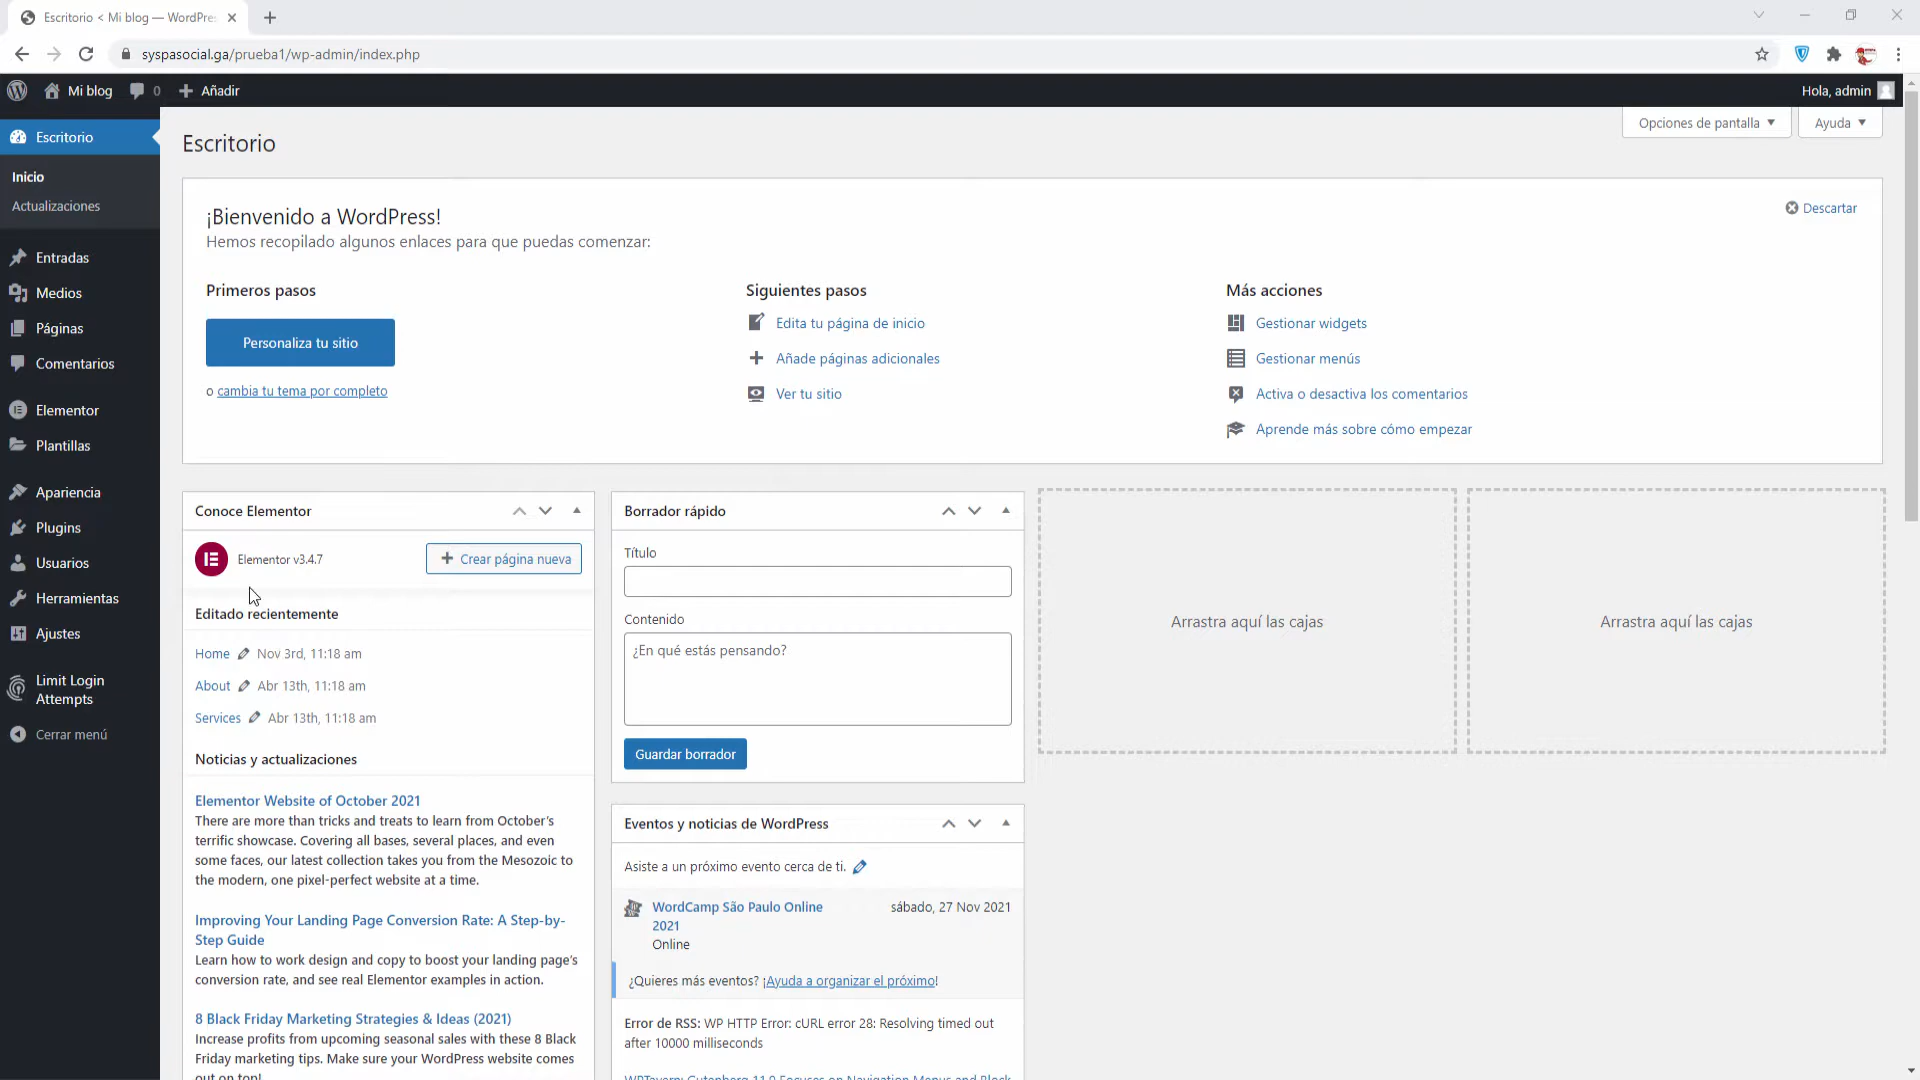 Escritorio < Mi blog — WordPre
syspasocial.ga/prueba1/wp-admin/index.php
Mi blog
0
Añadir
Hola, admin
Escritorio
Inicio
Actualizaciones
Entradas
Medios
Páginas
Comentarios
Elementor
Plantillas
Apariencia
Plugins
Usuarios
Herramientas
Ajustes
Limit Login
Attempts
Cerrar menú
Opciones de pantalla
Ayuda
Escritorio
¡Bienvenido a WordPress!
Hemos recopilado algunos enlaces para que puedas comenzar:
Descartar
Primeros pasos
Personaliza tu sitio
o cambia tu tema por completo
Siguientes pasos
Edita tu página de inicio
Añade páginas adicionales
Ver tu sitio
Más acciones
Gestionar widgets
Gestionar menús
Activa o desactiva los comentarios
Aprende más sobre cómo empezar
Conoce Elementor
Elementor v3.4.7
Crear página nueva
Editado recientemente
Home Nov 3rd, 11:18 am
About Abr 13th, 11:18 am
Services Abr 13th, 11:18 am
Noticias y actualizaciones
Elementor Website of October 2021
There are more than tricks and treats to learn from October's
terrific showcase. Covering all bases, several places, and even
some faces, our latest collection takes you from the Mesozoic to
the modern, one pixel-perfect website at a time.
Improving Your Landing Page Conversion Rate: A Step-by-
Step Guide
Learn how to work design and copy to boost your landing page's
conversion rate, and see real Elementor examples in action.
8 Black Friday Marketing Strategies & Ideas (2021)
Increase profits from upcoming seasonal sales with these 8 Black
Friday marketing tips. Make sure your WordPress website comes
out on top!
Borrador rápido
Título
Contenido
¿En qué estás pensando?
Guardar borrador
Eventos y noticias de WordPress
Asiste a un próximo evento cerca de ti.
WordCamp São Paulo Online
2021
sábado, 27 Nov 2021
Online
¿Quieres más eventos? ¡Ayuda a organizar el próximo!
Error de RSS: WP HTTP Error: cURL error 28: Resolving timed out
after 10000 milliseconds
WPTavern: Gutenberg 11.9 Focuses on Navigation Menus and Block
Arrastra aquí las cajas
Arrastra aquí las cajas